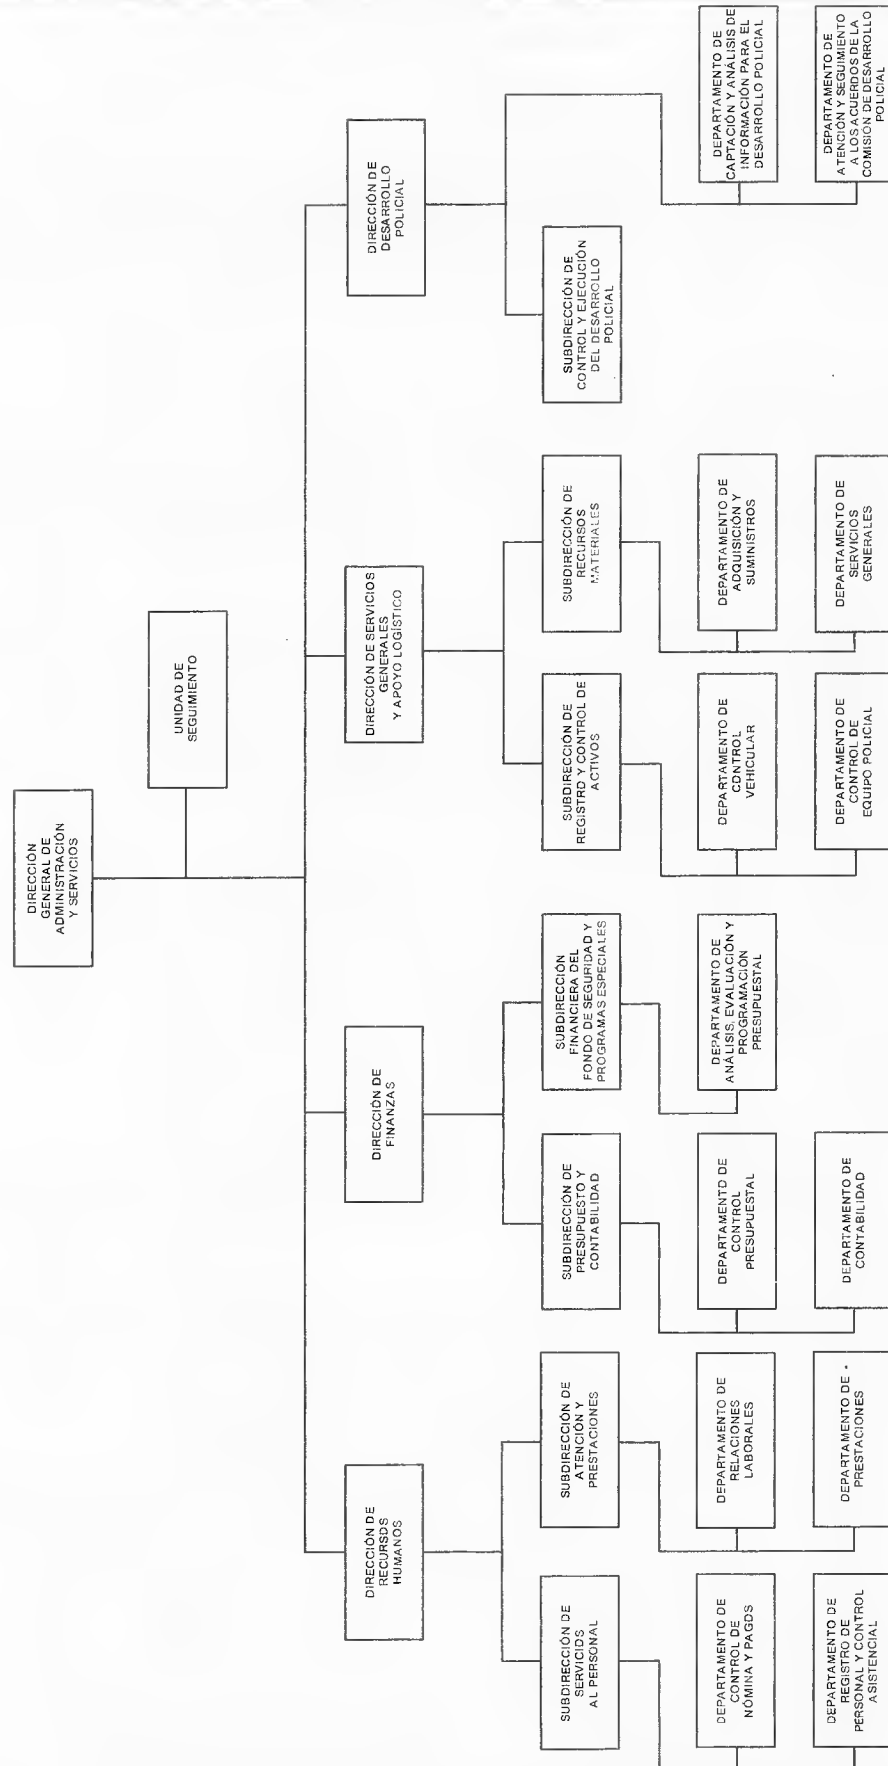 DIRECCIÓN
GENERAL DE
ADMINISTRACIÓN
Y SERVICIOS
UNIDAD DE
SEGUIMIENTO
DIRECCIÓN DE
RECURSDS
HUMANOS
DIRECCIÓN DE
FINANZAS
DIRECCIÓN DE SERVICIOS
GENERALES
Y APOYO LOGÍSTICO
DIRECCIÓN DE
DESARROLLO
POLICIAL
SUBDIRECCIÓN DE
SERVICIDS
AL PERSONAL
SUBDIRECCIÓN DE
ATENCIÓN Y
PRESTACIONES
SUBDIRECCIÓN DE
PRESUPUESTO Y
CONTABILIDAD
SUBDIRECCIÓN
FINANCIERA DEL
FONDO DE SEGURIDAD Y
PROGRAMAS ESPECIALES
SUBDIRECCIÓN DE
REGISTRD Y CONTROL DE
ACTIVOS
SUBDIRECCIÓN DE
RECURSOS
MATERIALES
SUBDIRECCIÓN DE
CONTROL Y EJECUCIÓN
DEL DESARROLLO
POLICIAL
DEPARTAMENTO DE
CONTROL DE
NÓMINA Y PAGDS
DEPARTAMENTO DE
RELACIONES
LABORALES
DEPARTAMENTD DE
CONTROL
PRESUPUESTAL
DEPARTAMENTO DE
ANÁLISIS, EVALUACIÓN Y
PROGRAMACIÓN
PRESUPUESTAL
DEPARTAMENTO DE
CDNTROL
VEHICULAR
DEPARTAMENTO DE
ADQUISICIÓN Y
SUMINISTROS
DEPARTAMENTO DE
CAPTACIÓN Y ANÁLISIS DE
INFORMACIÓN PARA EL
DESARROLLO POLICIAL
DEPARTAMENTO DE
REGISTRO DE
PERSONAL Y CONTROL
ASISTENCIAL
DEPARTAMENTO DE
PRESTACIONES
DEPARTAMENTO DE
CONTABILIDAD
DEPARTAMENTO DE
CONTROL DE
EQUIPO POLICIAL
DEPARTAMENTO DE
SERVICIOS
GENERALES
DEPARTAMENTO DE
ATENCIÓN Y SEGUIMIENTO
A LOS ACUERDOS DE LA
COMISIÓN DE DESARROLLO
POLICIAL